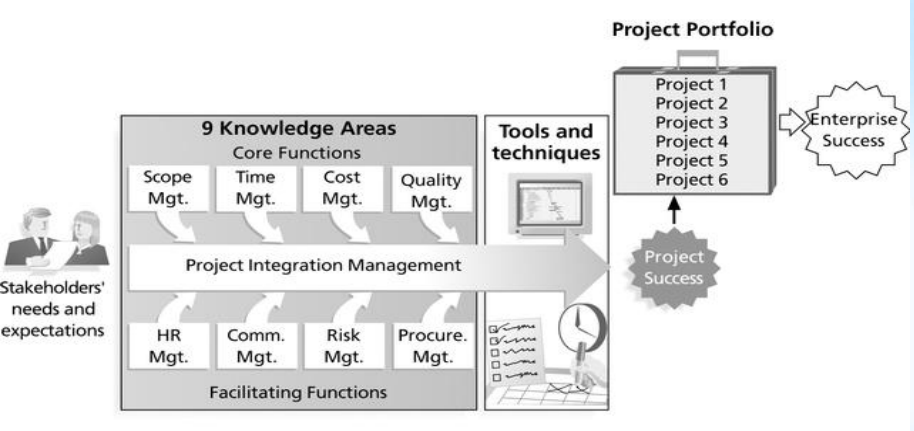 Project Portfolio
Project 1
Project 2
Project 3
Project 4
Project 5
Project 6
Enterprise
Success
9 Knowledge Areas
Core Functions
Scope
Mgt.
Time
Mgt.
Cost
Mgt.
Quality
Mgt.
Tools and
techniques
Project Integration Management
Project
Success
Stakeholders'
needs and
expectations
HR
Mgt.
Comm.
Mgt.
Risk
Mgt.
Procure.
Mgt.
Facilitating Functions